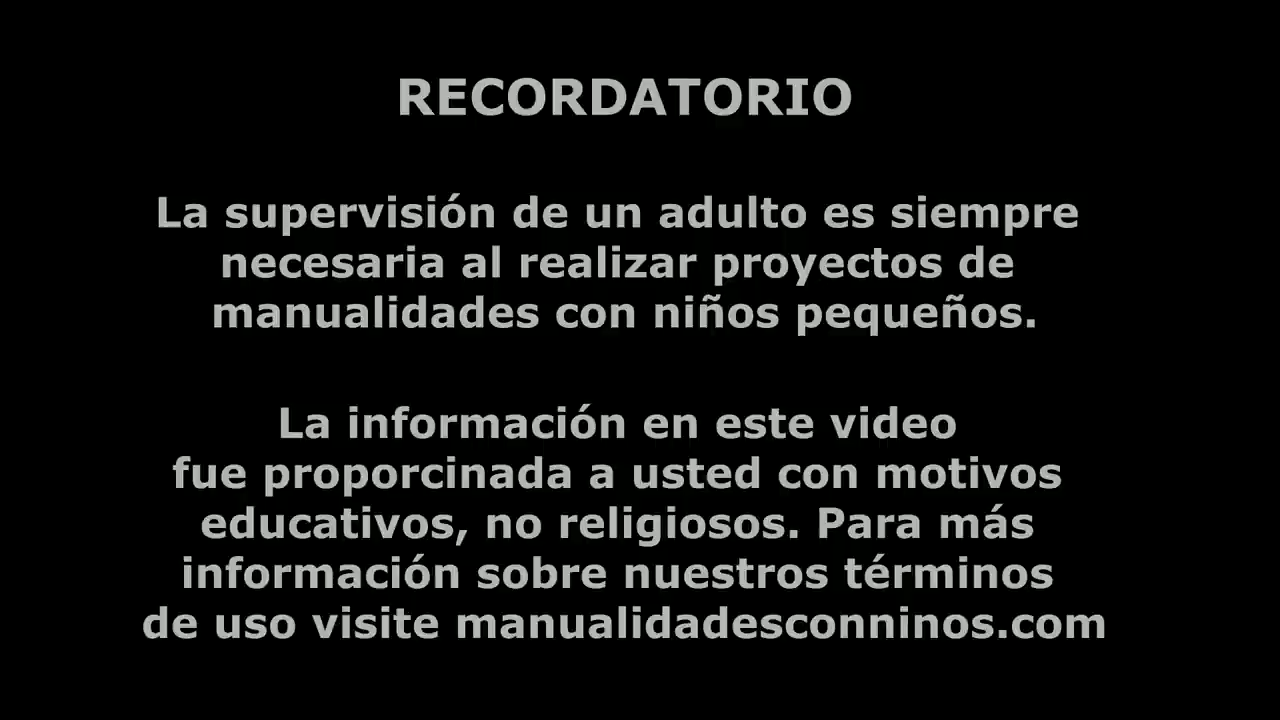 RECORDATORIO
La supervisión de un adulto es siempre
necesaria al realizar proyectos de
manualidades con niños pequeños.
La información en este video
fue proporcinada a usted con motivos
educativos, no religiosos. Para más
información sobre nuestros términos
de uso visite manualidadesconninos.com